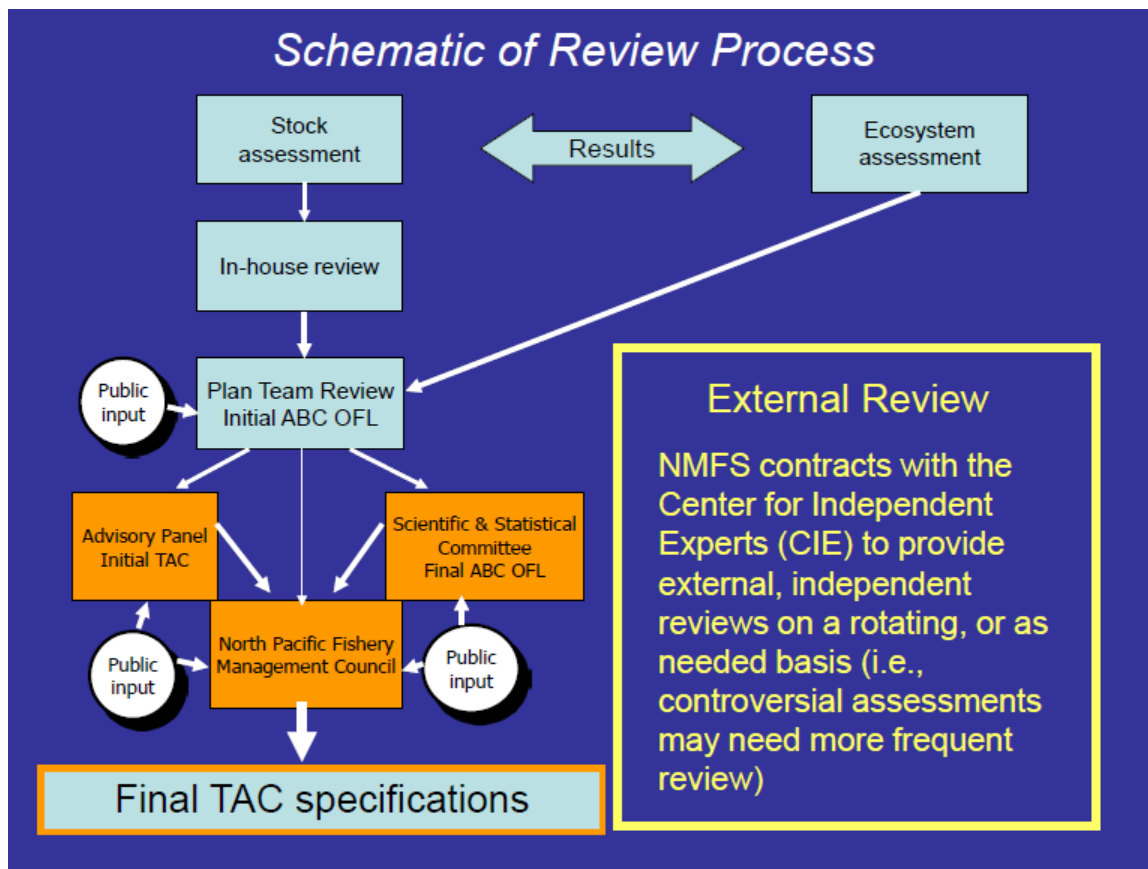 Schematic of Review Process
Stock
assessment
Results
Ecosystem
assessment
In-house review
Public
input
Plan Team Review
Initial ABC OFL
Advisory Panel
Initial TAC
Scientific & Statistical
Committee
Final ABC OFL
Public
input
North Pacific Fishery
Management Council
Public
input
Final TAC specifications
External Review
NMFS contracts with the
Center for Independent
Experts (CIE) to provide
external, independent
reviews on a rotating, or as
needed basis (i.e.,
controversial assessments
may need more frequent
review)